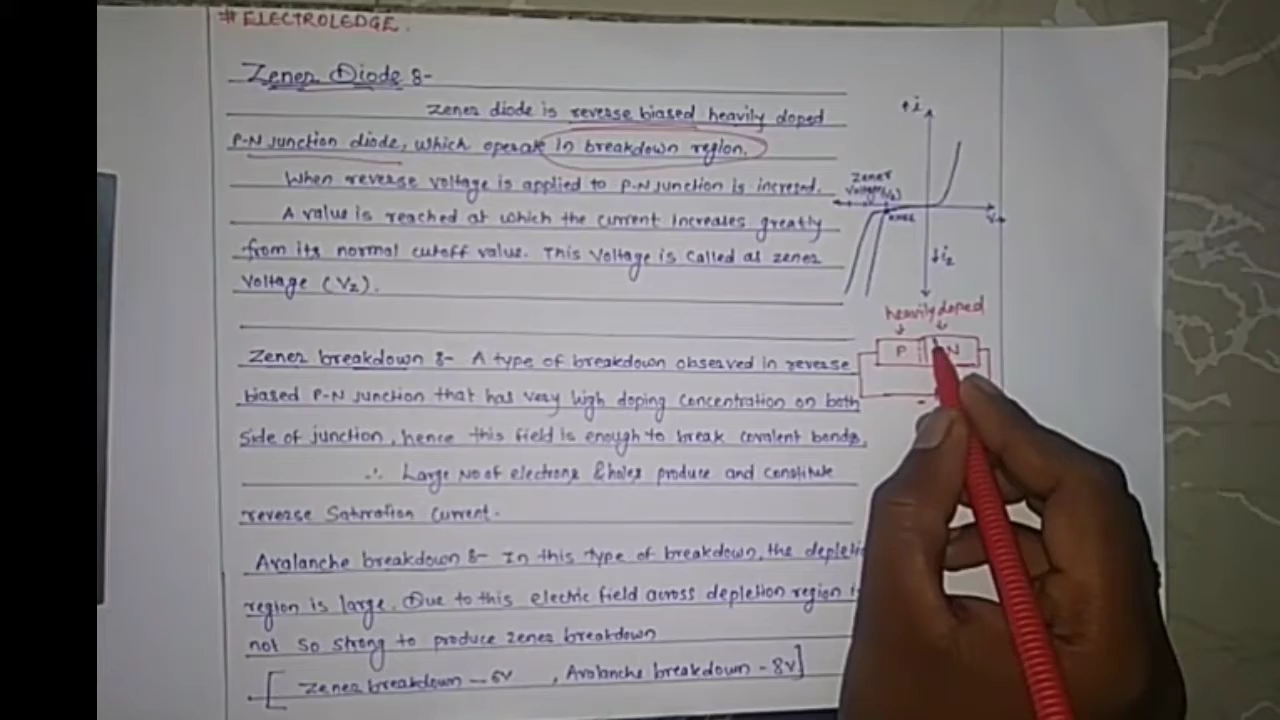 # ELECTROLEDGE.
Zener Diode :-
Zener diode is reverse biased heavily doped
P-N junction diode, which operate in breakdown region.
When reverse voltage is applied to P-N junction is incresed.
A value is reached at which the current increases greatly
from its normal cutoff value. This voltage is called as zener
voltage (Vz).
Zener breakdown :- A type of breakdown observed in reverse
biased P-N junction that has very high doping concentration on both
side of junction, hence this field is enough to break covalent bonds.
∴ Large No of electrons & holes produce and constitute
reverse saturation current.
Avalanche breakdown :- In this type of breakdown, the depleti
region is large. Due to this electric field across depletion region i
not so strong to produce zener breakdown
[ Zener breakdown - 6V , Avalanche breakdown - 8V ]
+i
Zener
voltage(Vz)
knee
V+
↓iz
heavily doped
P N